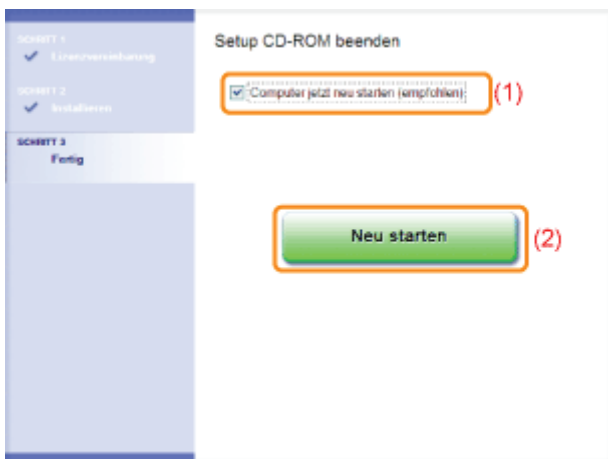 SCHRITT 1
Lizenzvereinbarung
SCHRITT 2
Installieren
SCHRITT 3
Fertig
Setup CD-ROM beenden
Computer jetzt neu starten (empfohlen)
(1)
Neu starten
(2)